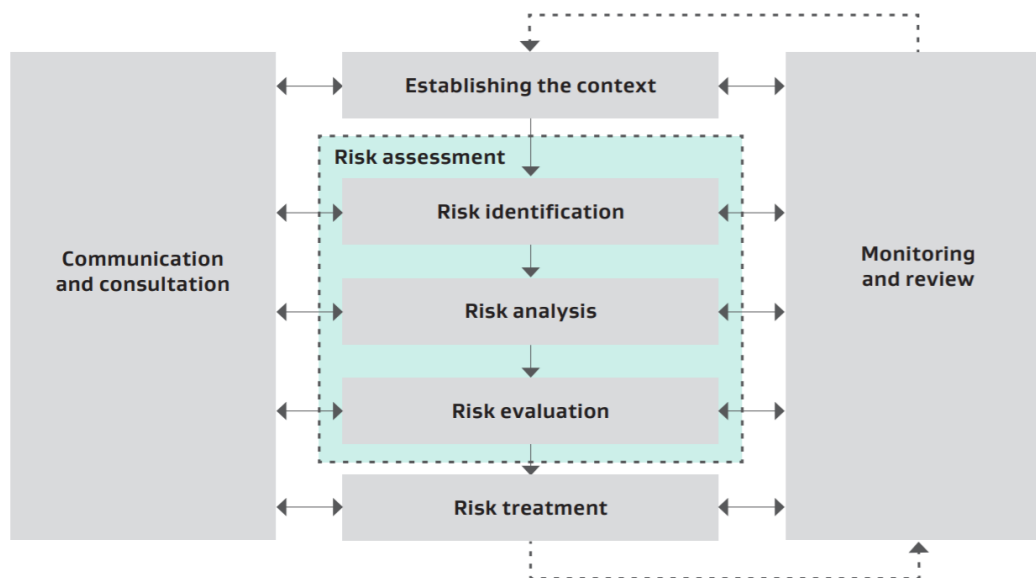 Establishing the context
Risk assessment
Risk identification
Communication
and consultation
Monitoring
and review
Risk analysis
Risk evaluation
Risk treatment